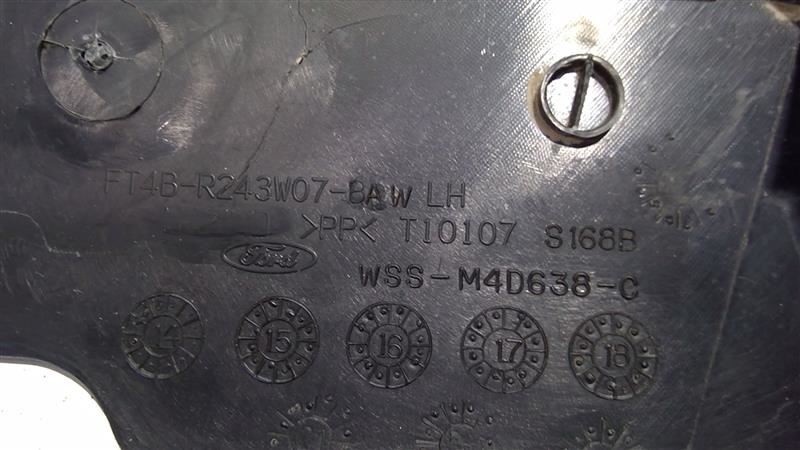 FT4B-R243W07-BAW LH
>PP< T10107 S168B
Ford
WSS-M4D638-C
14 15 16 17 18